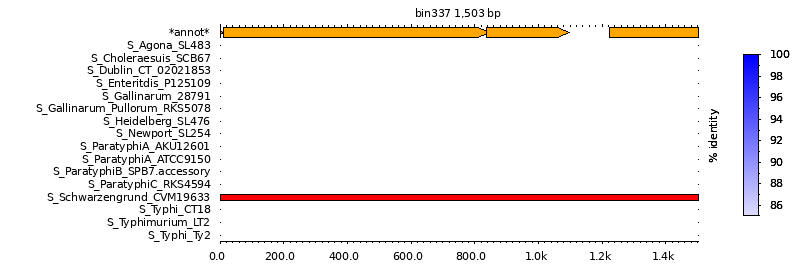 bin337 1,503 bp
*annot*
S_Agona_SL483
S_Choleraesuis_SCB67
S_Dublin_CT_02021853
S_Enteritidis_P125109
S_Gallinarum_28791
S_Gallinarum_Pullorum_RKS5078
S_Heidelberg_SL476
S_Newport_SL254
S_ParatyphiA_AKU12601
S_ParatyphiA_ATCC9150
S_ParatyphiB_SPB7.accessory
S_ParatyphiC_RKS4594
S_Schwarzengrund_CVM19633
S_Typhi_CT18
S_Typhimurium_LT2
S_Typhi_Ty2
0.0 200.0 400.0 600.0 800.0 1.0k 1.2k 1.4k
% identity
100
98
96
94
92
90
88
86